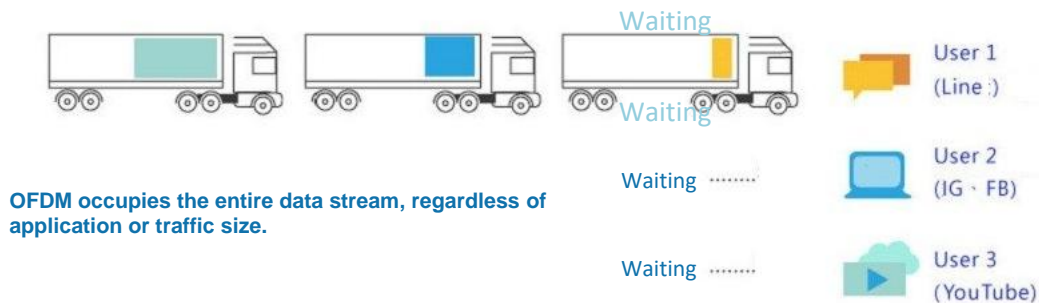 Waiting
Waiting
User 1
(Line :)
OFDM occupies the entire data stream, regardless of
application or traffic size.
Waiting ········
User 2
(IG、FB)
Waiting ········
User 3
(YouTube)